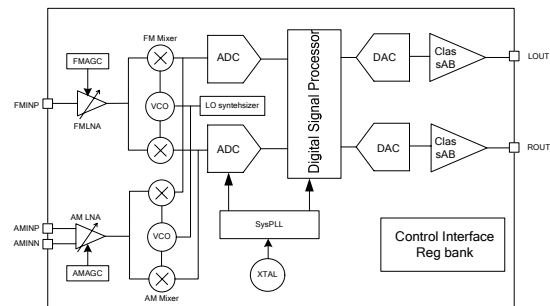 FM Mixer
FMAGC
ADC
Digital Signal Processor
DAC
Clas
sAB
LOUT
FMINP
FMLNA
VCO
LO syntehsizer
ADC
DAC
Clas
sAB
ROUT
AM LNA
AMINP
AMINN
VCO
SysPLL
AMAGC
AM Mixer
XTAL
Control Interface
Reg bank